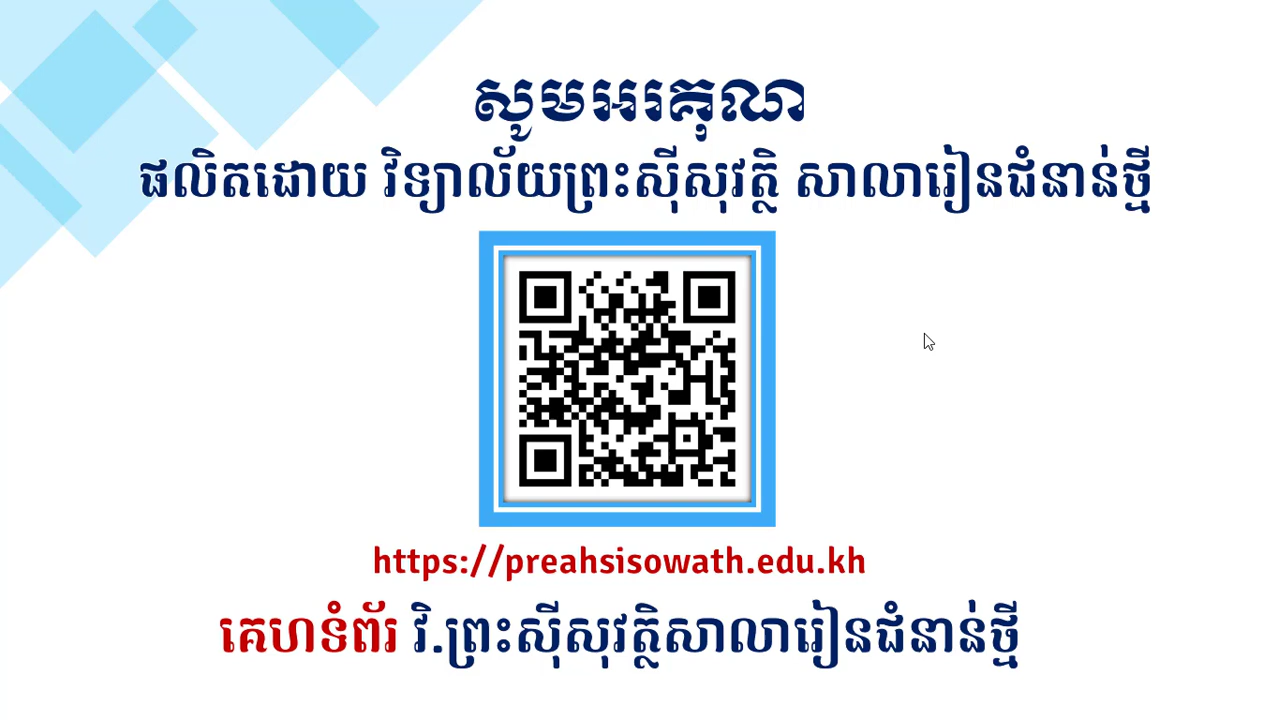 សូមអរគុណ
ផលិតដោយ វិទ្យាល័យព្រះស៊ីសុវត្ថិ សាលារៀនជំនាន់ថ្មី
https://preahsisowath.edu.kh
គេហទំព័រ វិ.ព្រះស៊ីសុវត្ថិសាលារៀនជំនាន់ថ្មី